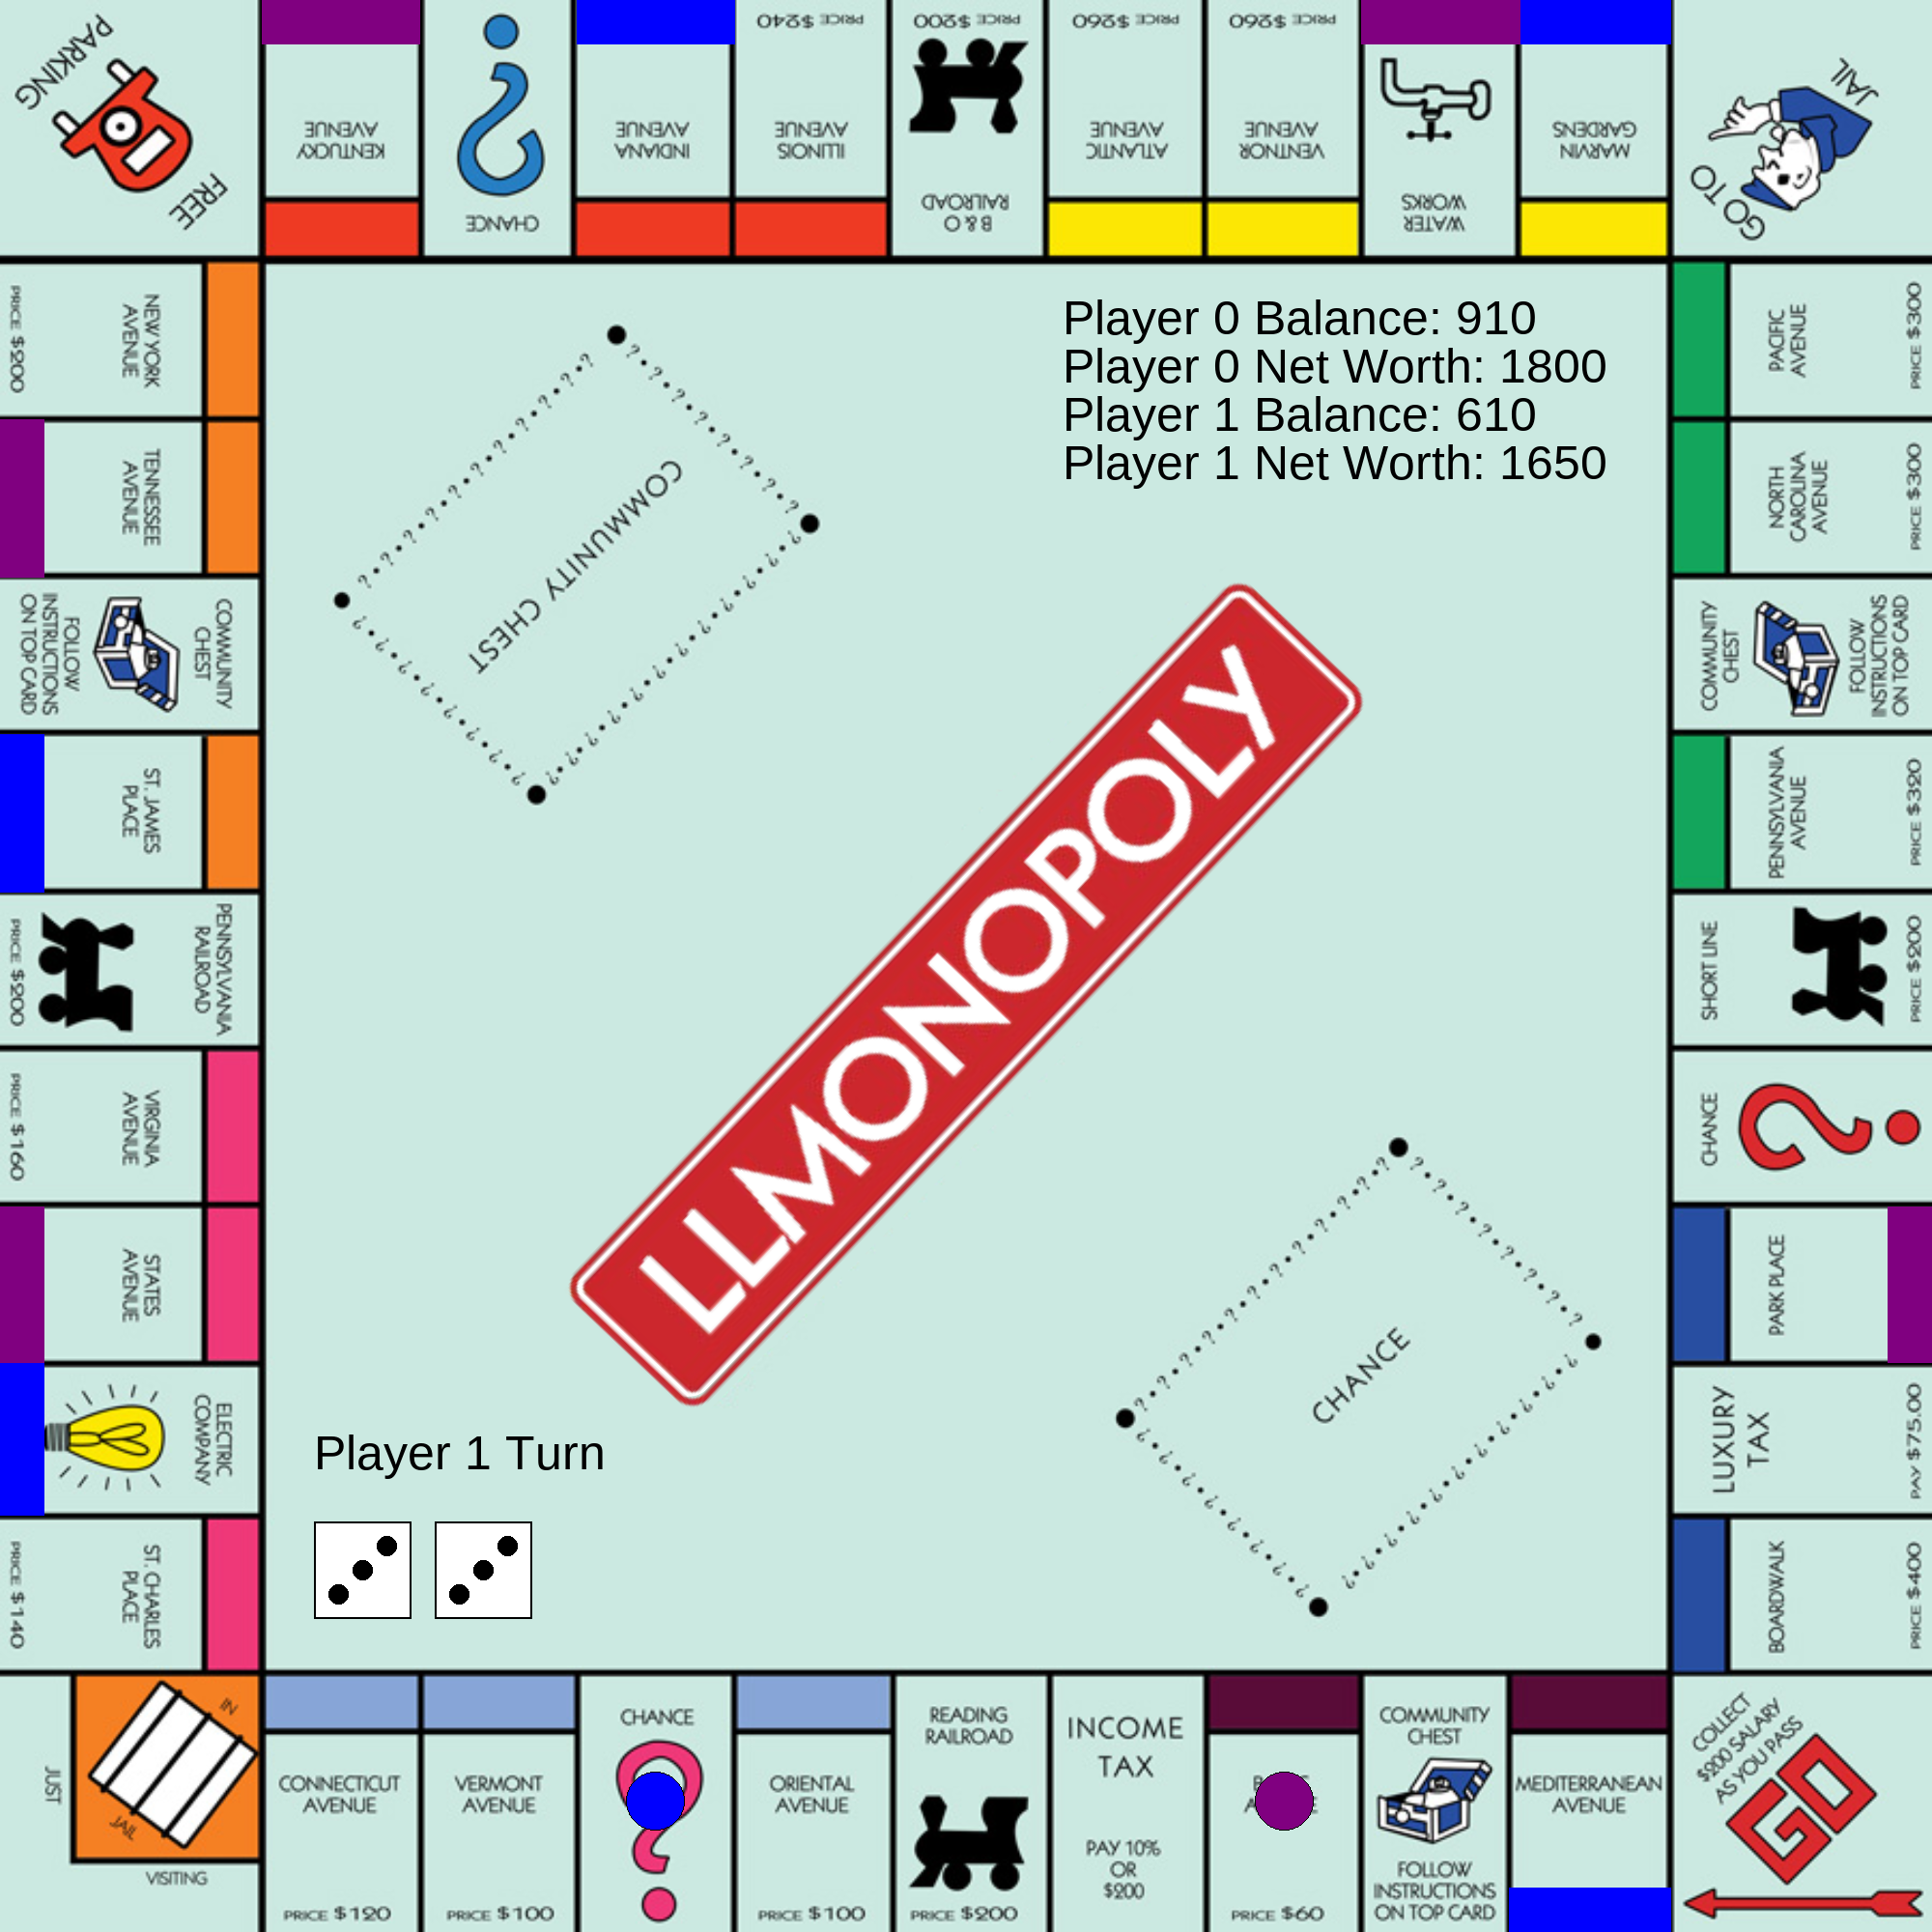 FREE
PARKING
KENTUCKY
AVENUE
CHANCE
INDIANA
AVENUE
ILLINOIS
AVENUE
PRICE $240
B & O
RAILROAD
PRICE $200
ATLANTIC
AVENUE
PRICE $260
VENTNOR
AVENUE
PRICE $260
WATER
WORKS
MARVIN
GARDENS
GO TO
JAIL
NEW YORK
AVENUE
PRICE $200
TENNESSEE
AVENUE
COMMUNITY
CHEST
FOLLOW
INSTRUCTIONS
ON TOP CARD
ST. JAMES
PLACE
PENNSYLVANIA
RAILROAD
PRICE $200
VIRGINIA
AVENUE
PRICE $160
STATES
AVENUE
ELECTRIC
COMPANY
ST. CHARLES
PLACE
PRICE $140
Player 0 Balance: 910
Player 0 Net Worth: 1800
Player 1 Balance: 610
Player 1 Net Worth: 1650
COMMUNITY CHEST
LLMONOPOLY
CHANCE
Player 1 Turn
PACIFIC
AVENUE
PRICE $300
NORTH
CAROLINA
AVENUE
PRICE $300
COMMUNITY
CHEST
FOLLOW
INSTRUCTIONS
ON TOP CARD
PENNSYLVANIA
AVENUE
PRICE $320
SHORT LINE
PRICE $200
CHANCE
PARK PLACE
LUXURY
TAX
PAY $75.00
BOARDWALK
PRICE $400
IN
JAIL
JUST
VISITING
CONNECTICUT
AVENUE
PRICE $120
VERMONT
AVENUE
PRICE $100
CHANCE
ORIENTAL
AVENUE
PRICE $100
READING
RAILROAD
PRICE $200
INCOME
TAX
PAY 10%
OR
$200
PRICE $60
COMMUNITY
CHEST
FOLLOW
INSTRUCTIONS
ON TOP CARD
MEDITERRANEAN
AVENUE
COLLECT
$200 SALARY
AS YOU PASS
GO